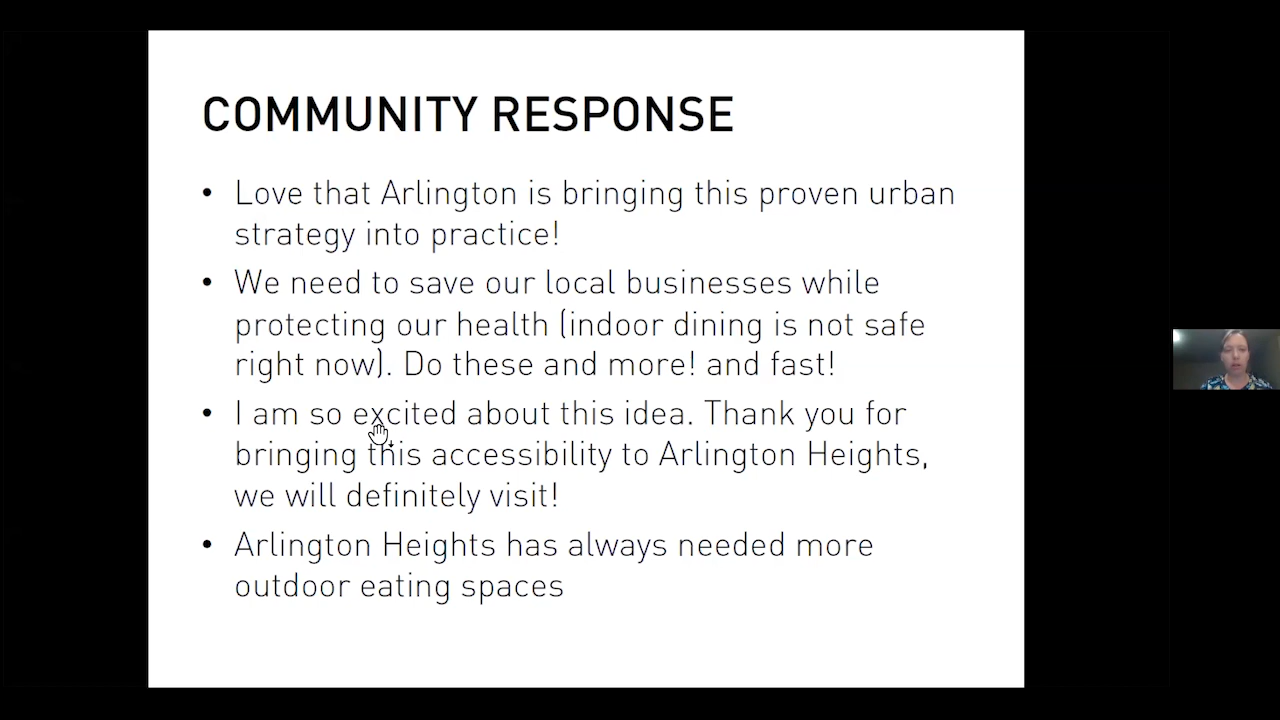 COMMUNITY RESPONSE
• Love that Arlington is bringing this proven urban
strategy into practice!
• We need to save our local businesses while
protecting our health (indoor dining is not safe
right now). Do these and more! and fast!
• I am so excited about this idea. Thank you for
bringing this accessibility to Arlington Heights,
we will definitely visit!
• Arlington Heights has always needed more
outdoor eating spaces